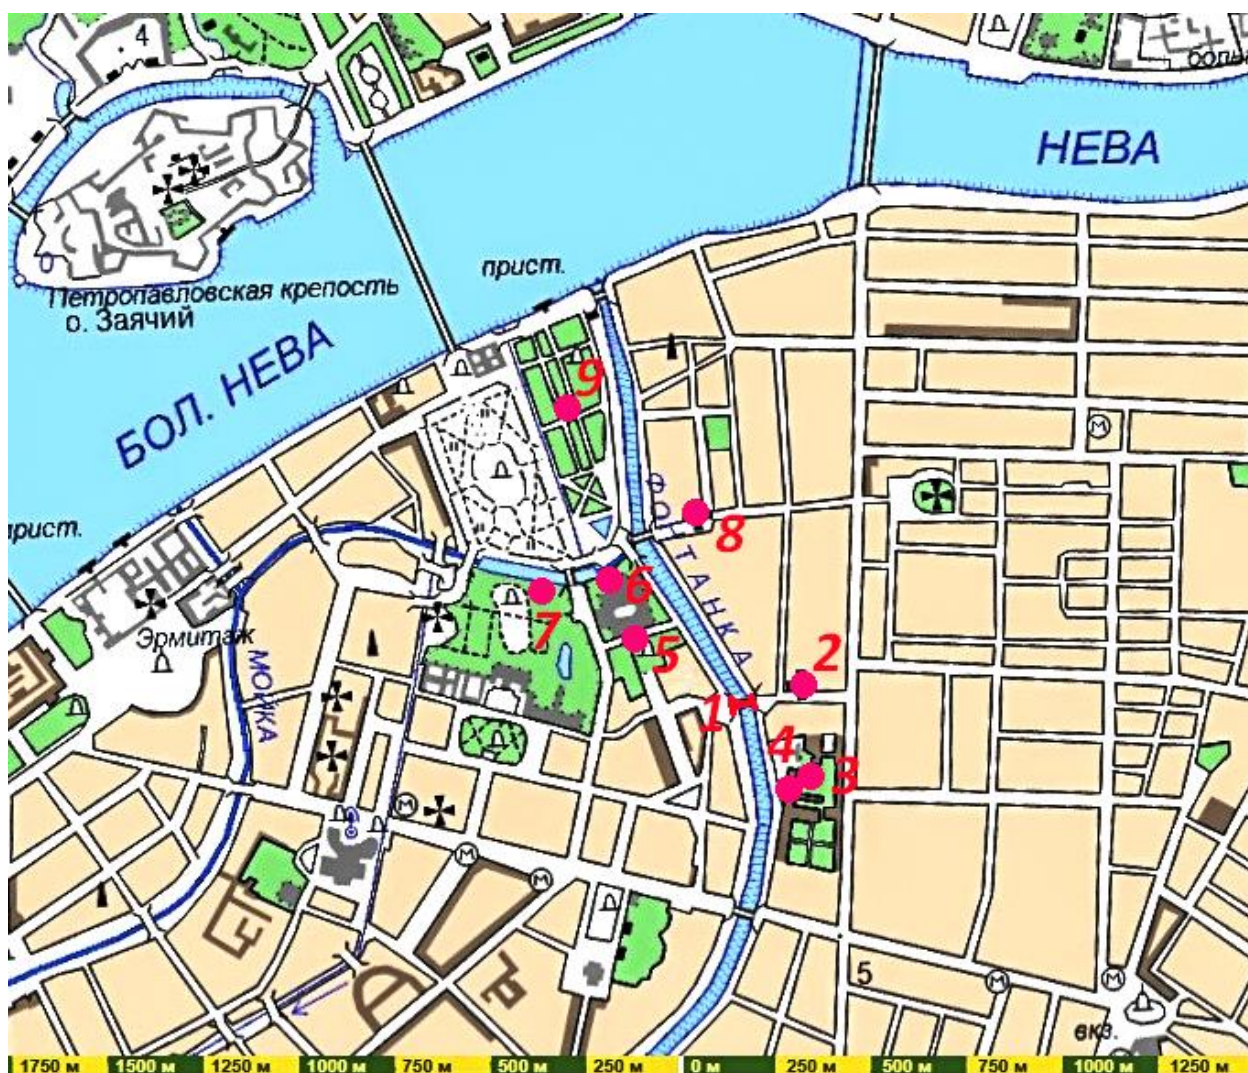 4
НЕВА
прист.
Петропавловская крепость
о. Заячий
БОЛ. НЕВА
9
М
ФОНТАНКА
8
6
7
5
Эрмитаж
МОЙКА
2
1
4
3
М
М
М
5
М
М
вкз.
1750 м 1500 м 1250 м 1000 м 750 м 500 м 250 м 0 м 250 м 500 м 750 м 1000 м 1250 м